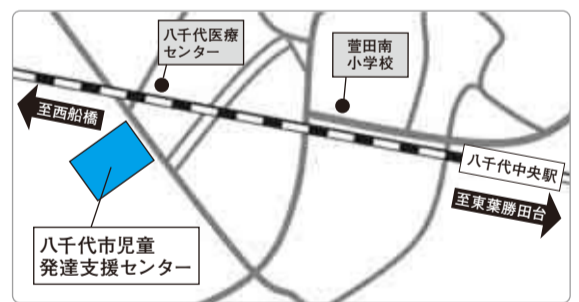 八千代医療
センター
萱田南
小学校
至西船橋
八千代中央駅
至東葉勝田台
八千代市児童
発達支援センター